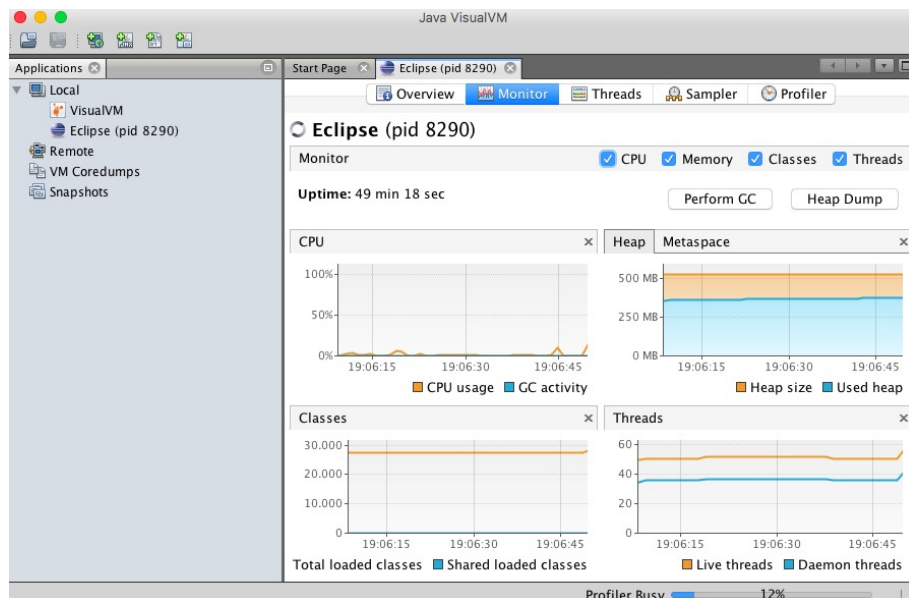 Java VisualVM
Applications
Start Page
Eclipse (pid 8290)
Local
VisualVM
Eclipse (pid 8290)
Remote
VM Coredumps
Snapshots
Overview
Monitor
Threads
Sampler
Profiler
Eclipse (pid 8290)
Monitor
CPU
Memory
Classes
Threads
Uptime: 49 min 18 sec
Perform GC
Heap Dump
CPU
100%
50%
0%
19:06:15
19:06:30
19:06:45
CPU usage
GC activity
Heap
Metaspace
500 MB
250 MB
0 MB
19:06:15
19:06:30
19:06:45
Heap size
Used heap
Classes
30.000
20.000
10.000
0
19:06:15
19:06:30
19:06:45
Total loaded classes
Shared loaded classes
Threads
60
40
20
0
19:06:15
19:06:30
19:06:45
Live threads
Daemon threads
Profiler Busy
12%